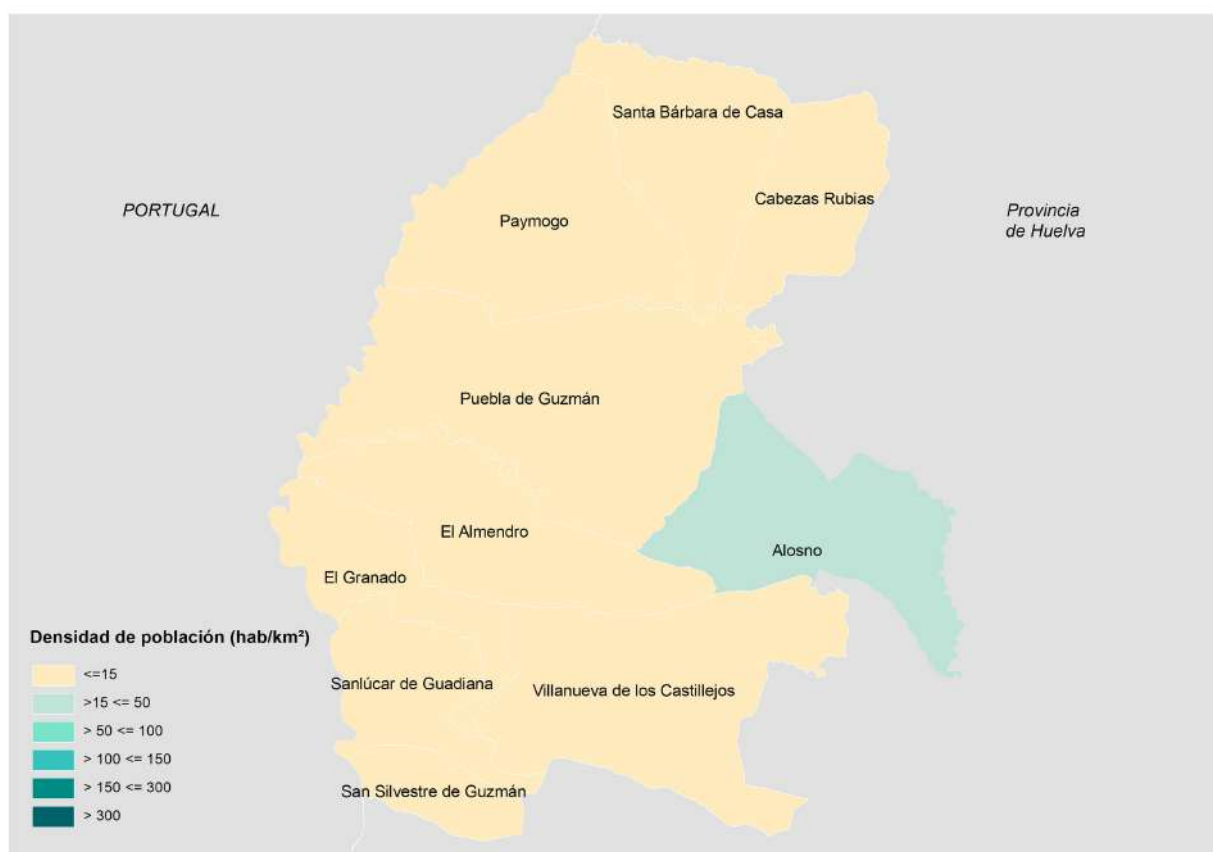 Santa Bárbara de Casa
Cabezas Rubias
PORTUGAL
Paymogo
Provincia
de Huelva
Puebla de Guzmán
El Almendro
Alosno
El Granado
Sanlúcar de Guadiana
Villanueva de los Castillejos
San Silvestre de Guzmán
Densidad de población (hab/km²)
<=15
>15 <= 50
> 50 <= 100
> 100 <= 150
> 150 <= 300
> 300